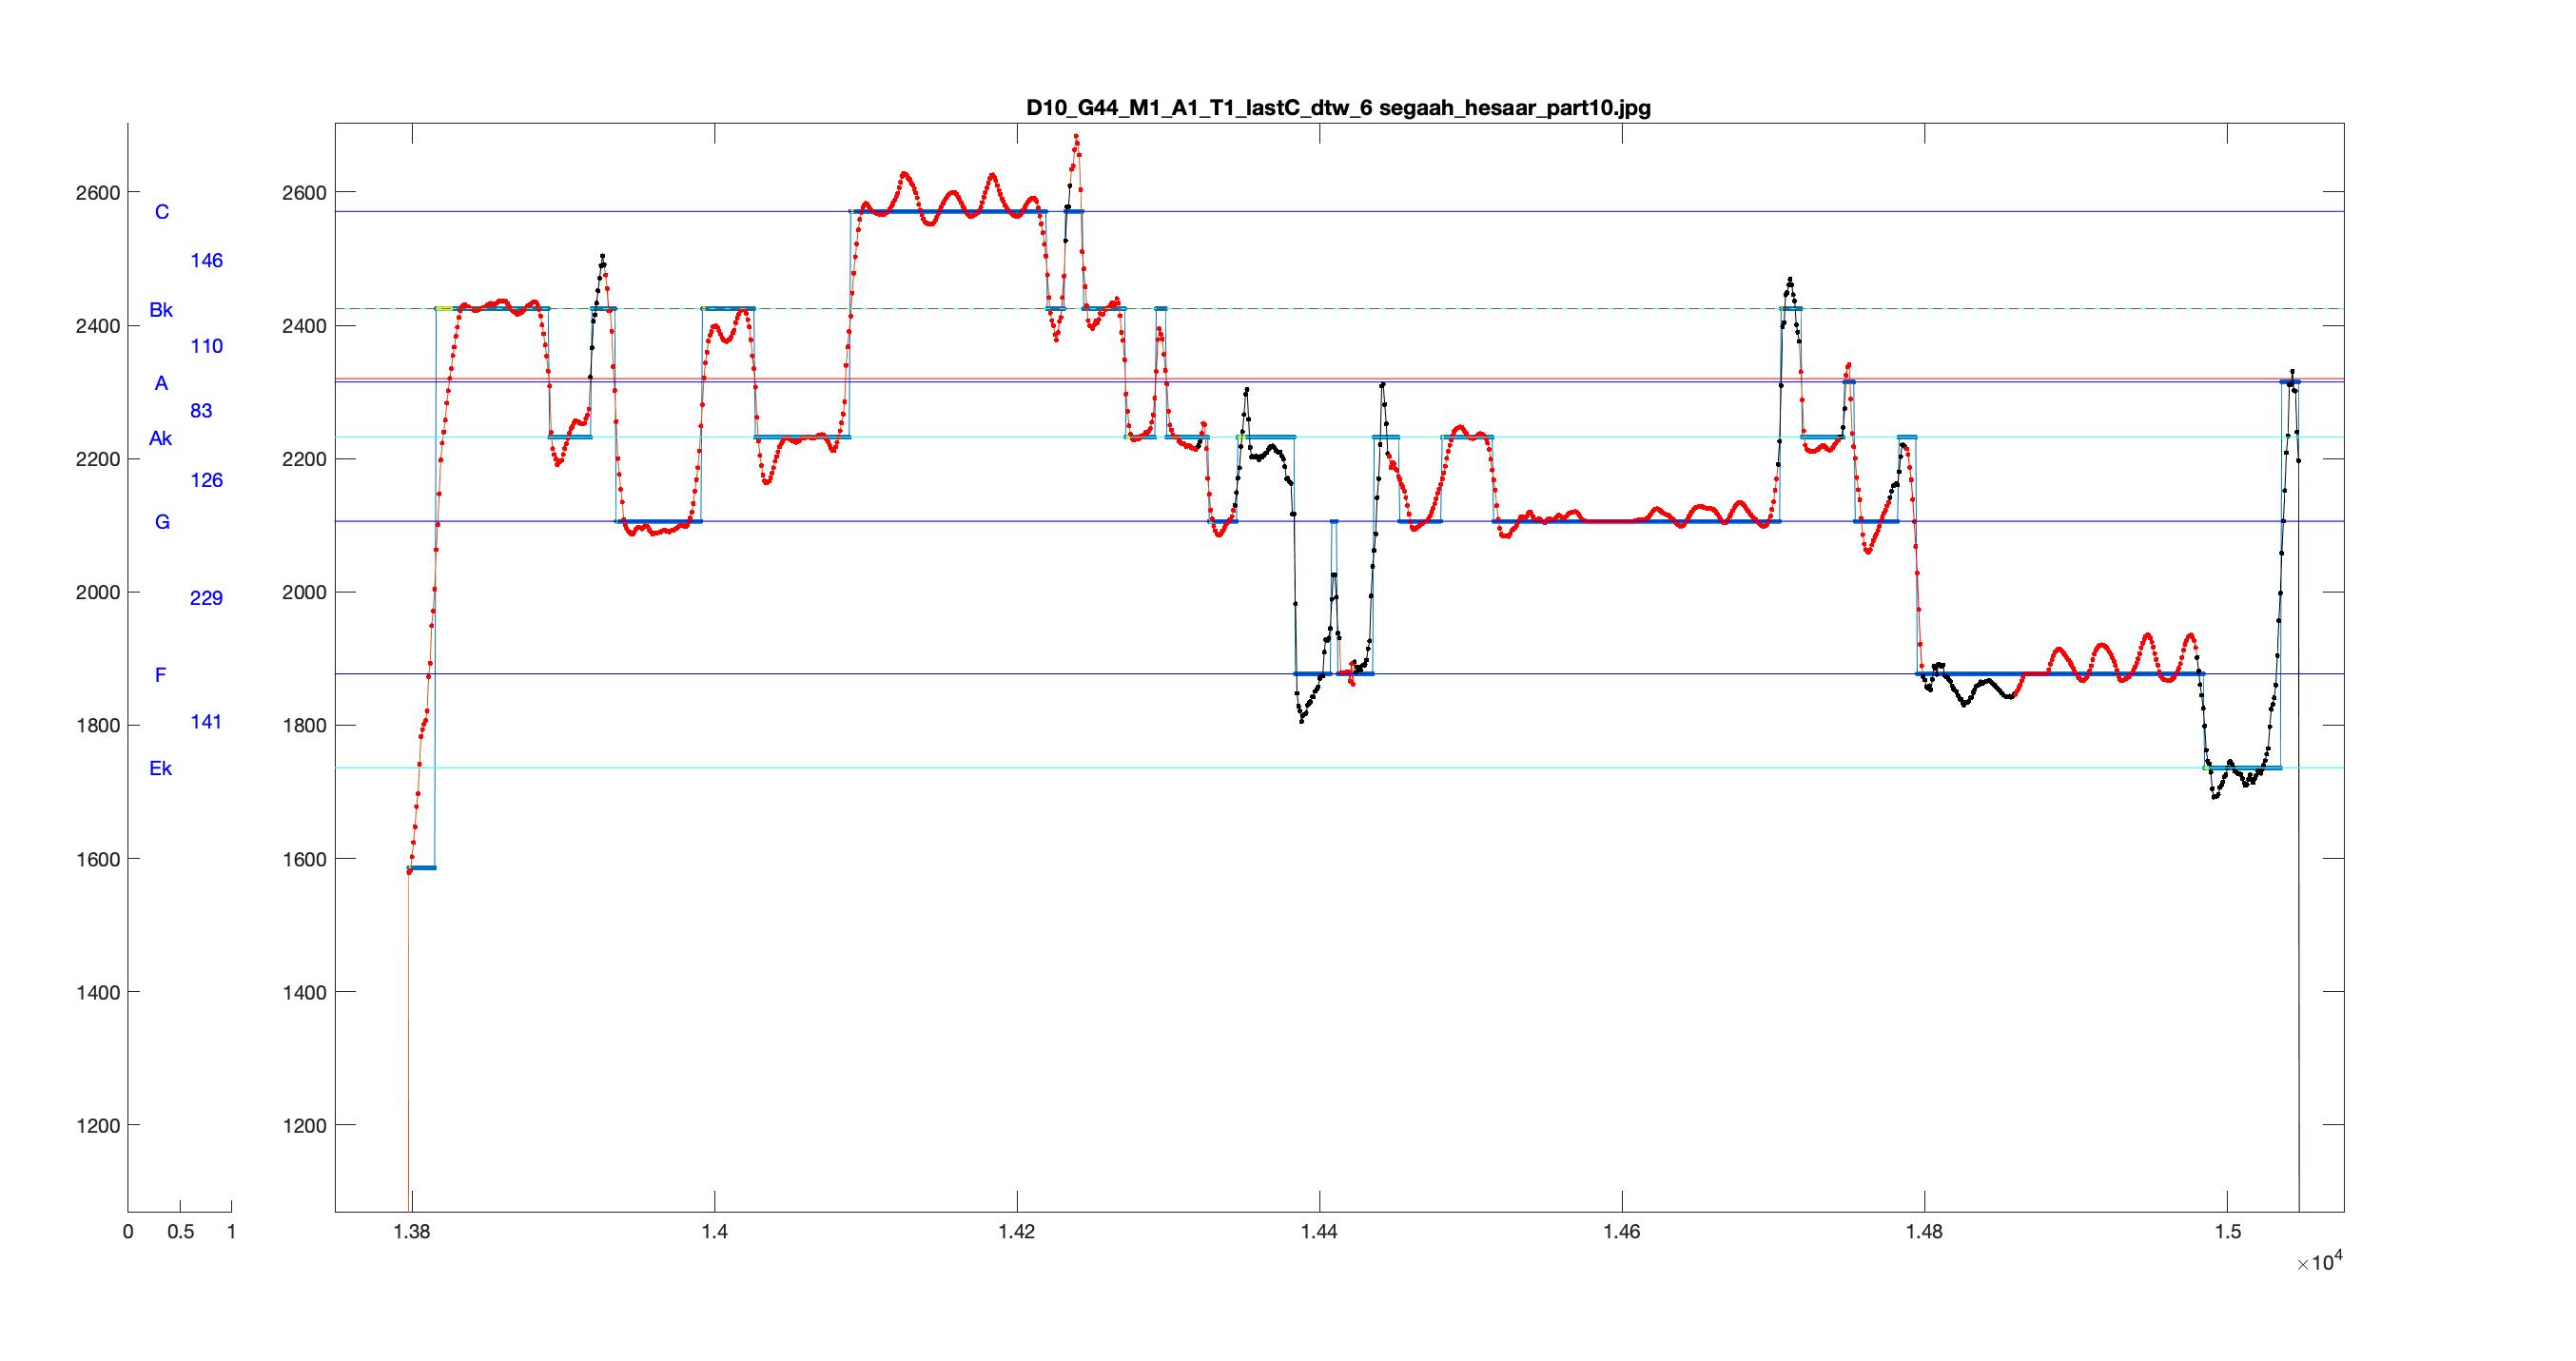 D10_G44_M1_A1_T1_lastC_dtw_6 segaah_hesaar_part10.jpg
2600 2600
C
146
Bk
2400 2400
110
A
83
Ak
2200 2200
126
G
2000 2000
229
F
141
1800 1800
Ek
1600 1600
1400 1400
1200 1200
0 0.5 1 1.38 1.4 1.42 1.44 1.46 1.48 1.5
×10⁴